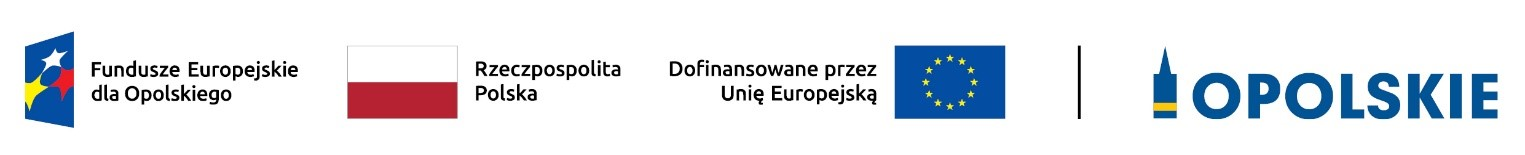 Fundusze Europejskie
dla Opolskiego
Rzeczpospolita
Polska
Dofinansowane przez
Unię Europejską
OPOLSKIE